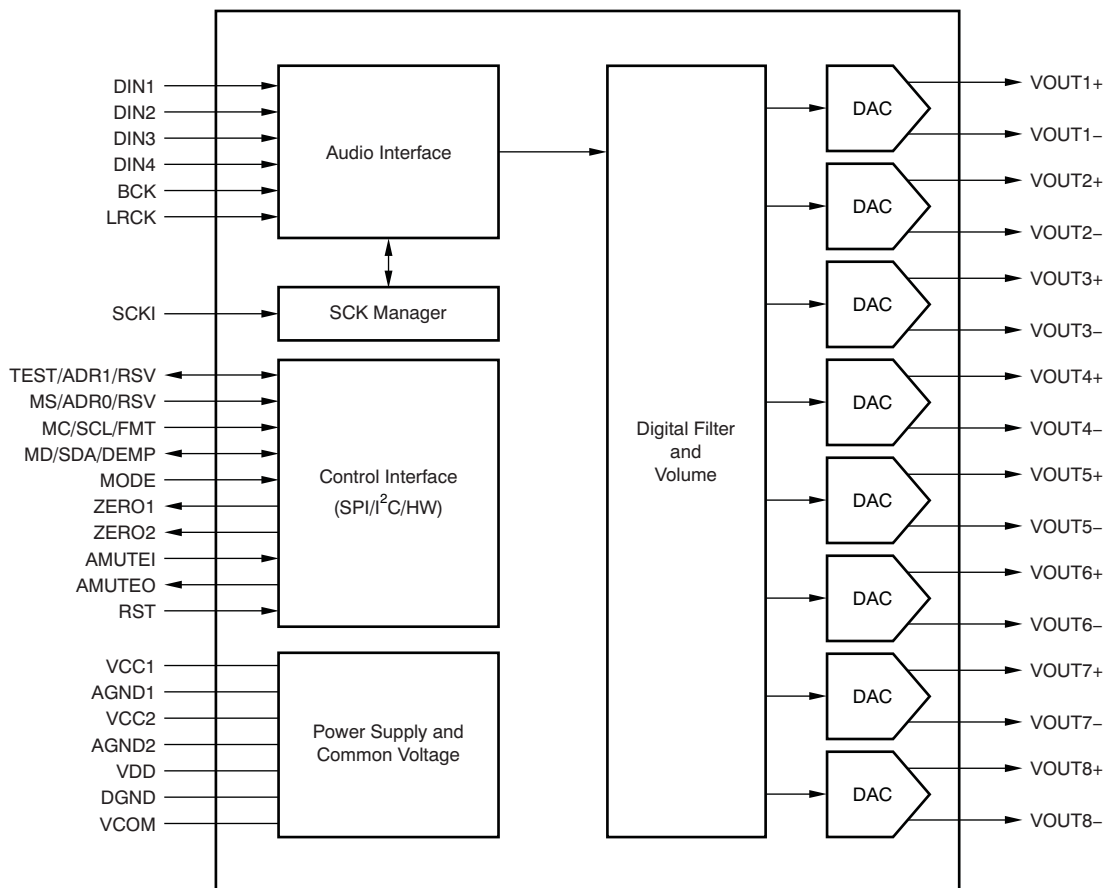 DIN1
DIN2
DIN3
DIN4
BCK
LRCK
Audio Interface
SCKI
SCK Manager
TEST/ADR1/RSV
MS/ADR0/RSV
MC/SCL/FMT
MD/SDA/DEMP
MODE
ZERO1
ZERO2
AMUTEI
AMUTEO
RST
Control Interface
(SPI/I²C/HW)
VCC1
AGND1
VCC2
AGND2
VDD
DGND
VCOM
Power Supply and
Common Voltage
Digital Filter
and
Volume
DAC
VOUT1+
VOUT1−
DAC
VOUT2+
VOUT2−
DAC
VOUT3+
VOUT3−
DAC
VOUT4+
VOUT4−
DAC
VOUT5+
VOUT5−
DAC
VOUT6+
VOUT6−
DAC
VOUT7+
VOUT7−
DAC
VOUT8+
VOUT8−